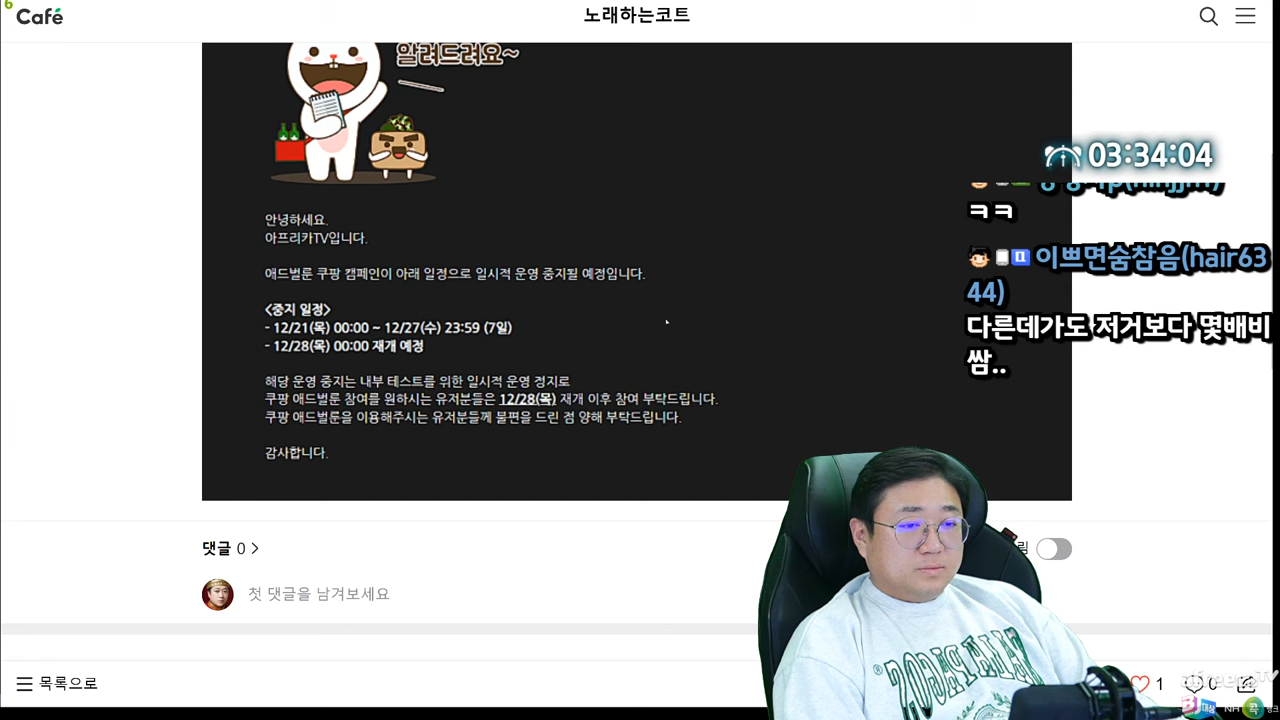 Café
노래하는코트
알려드려요~
03:34:04
ㅋㅋ
이쁘면숨참음(hair63
44)
다른데가도 저거보다 몇배비
쌈..
안녕하세요.
아프리카TV입니다.
애드벌룬 쿠팡 캠페인이 아래 일정으로 일시적 운영 중지될 예정입니다.
<중지 일정>
- 12/21(목) 00:00 ~ 12/27(수) 23:59 (7일)
- 12/28(목) 00:00 재개 예정
해당 운영 중지는 내부 테스트를 위한 일시적 운영 정지로
쿠팡 애드벌룬 참여를 원하시는 유저분들은 12/28(목) 재개 이후 참여 부탁드립니다.
쿠팡 애드벌룬을 이용해주시는 유저분들께 불편을 드린 점 양해 부탁드립니다.
감사합니다.
댓글 0
림
첫 댓글을 남겨보세요
목록으로
1
0